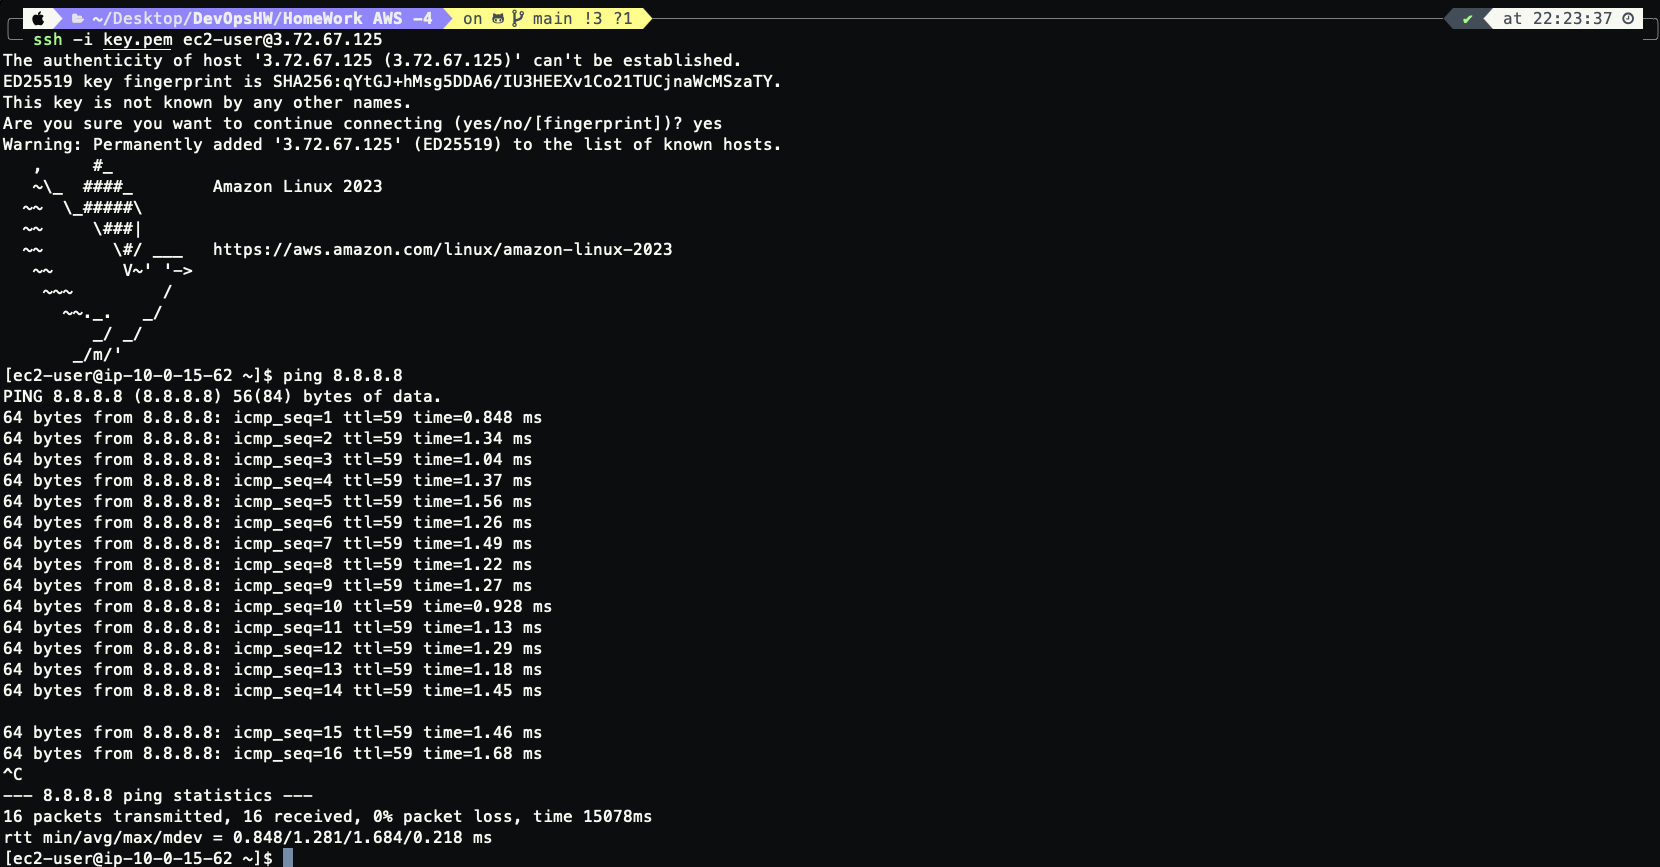 ~/Desktop/DevOpsHW/HomeWork AWS -4 on main !3 ?1 ✔ at 22:23:37
ssh -i key.pem ec2-user@3.72.67.125
The authenticity of host '3.72.67.125 (3.72.67.125)' can't be established.
ED25519 key fingerprint is SHA256:qYtGJ+hMsg5DDA6/IU3HEEXv1Co21TUCjnaWcMSzaTY.
This key is not known by any other names.
Are you sure you want to continue connecting (yes/no/[fingerprint])? yes
Warning: Permanently added '3.72.67.125' (ED25519) to the list of known hosts.
   ,     #_
   ~\_  ####_        Amazon Linux 2023
  ~~  \_#####\
  ~~     \###|
  ~~       \#/ ___   https://aws.amazon.com/linux/amazon-linux-2023
   ~~       V~' '->
    ~~~         /
      ~~._.   _/
         _/ _/
       _/m/'
[ec2-user@ip-10-0-15-62 ~]$ ping 8.8.8.8
PING 8.8.8.8 (8.8.8.8) 56(84) bytes of data.
64 bytes from 8.8.8.8: icmp_seq=1 ttl=59 time=0.848 ms
64 bytes from 8.8.8.8: icmp_seq=2 ttl=59 time=1.34 ms
64 bytes from 8.8.8.8: icmp_seq=3 ttl=59 time=1.04 ms
64 bytes from 8.8.8.8: icmp_seq=4 ttl=59 time=1.37 ms
64 bytes from 8.8.8.8: icmp_seq=5 ttl=59 time=1.56 ms
64 bytes from 8.8.8.8: icmp_seq=6 ttl=59 time=1.26 ms
64 bytes from 8.8.8.8: icmp_seq=7 ttl=59 time=1.49 ms
64 bytes from 8.8.8.8: icmp_seq=8 ttl=59 time=1.22 ms
64 bytes from 8.8.8.8: icmp_seq=9 ttl=59 time=1.27 ms
64 bytes from 8.8.8.8: icmp_seq=10 ttl=59 time=0.928 ms
64 bytes from 8.8.8.8: icmp_seq=11 ttl=59 time=1.13 ms
64 bytes from 8.8.8.8: icmp_seq=12 ttl=59 time=1.29 ms
64 bytes from 8.8.8.8: icmp_seq=13 ttl=59 time=1.18 ms
64 bytes from 8.8.8.8: icmp_seq=14 ttl=59 time=1.45 ms

64 bytes from 8.8.8.8: icmp_seq=15 ttl=59 time=1.46 ms
64 bytes from 8.8.8.8: icmp_seq=16 ttl=59 time=1.68 ms
^C
--- 8.8.8.8 ping statistics ---
16 packets transmitted, 16 received, 0% packet loss, time 15078ms
rtt min/avg/max/mdev = 0.848/1.281/1.684/0.218 ms
[ec2-user@ip-10-0-15-62 ~]$